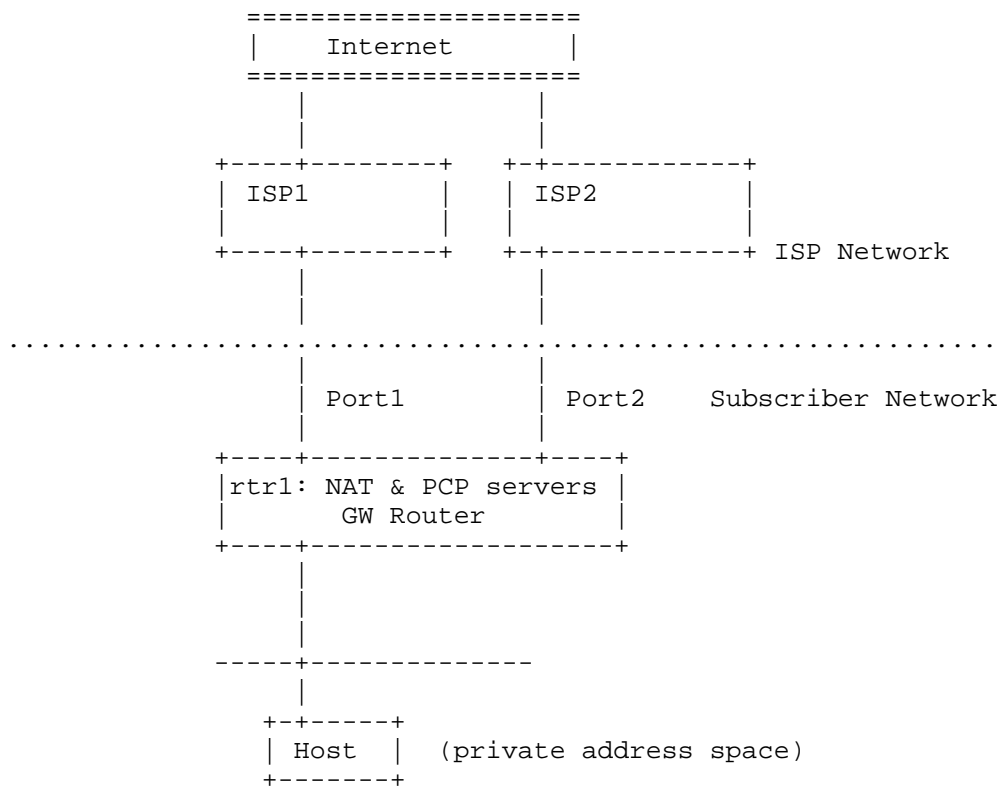 Internet
ISP1 ISP2
ISP Network
Port1 Port2 Subscriber Network
rtr1: NAT & PCP servers
GW Router
Host (private address space)